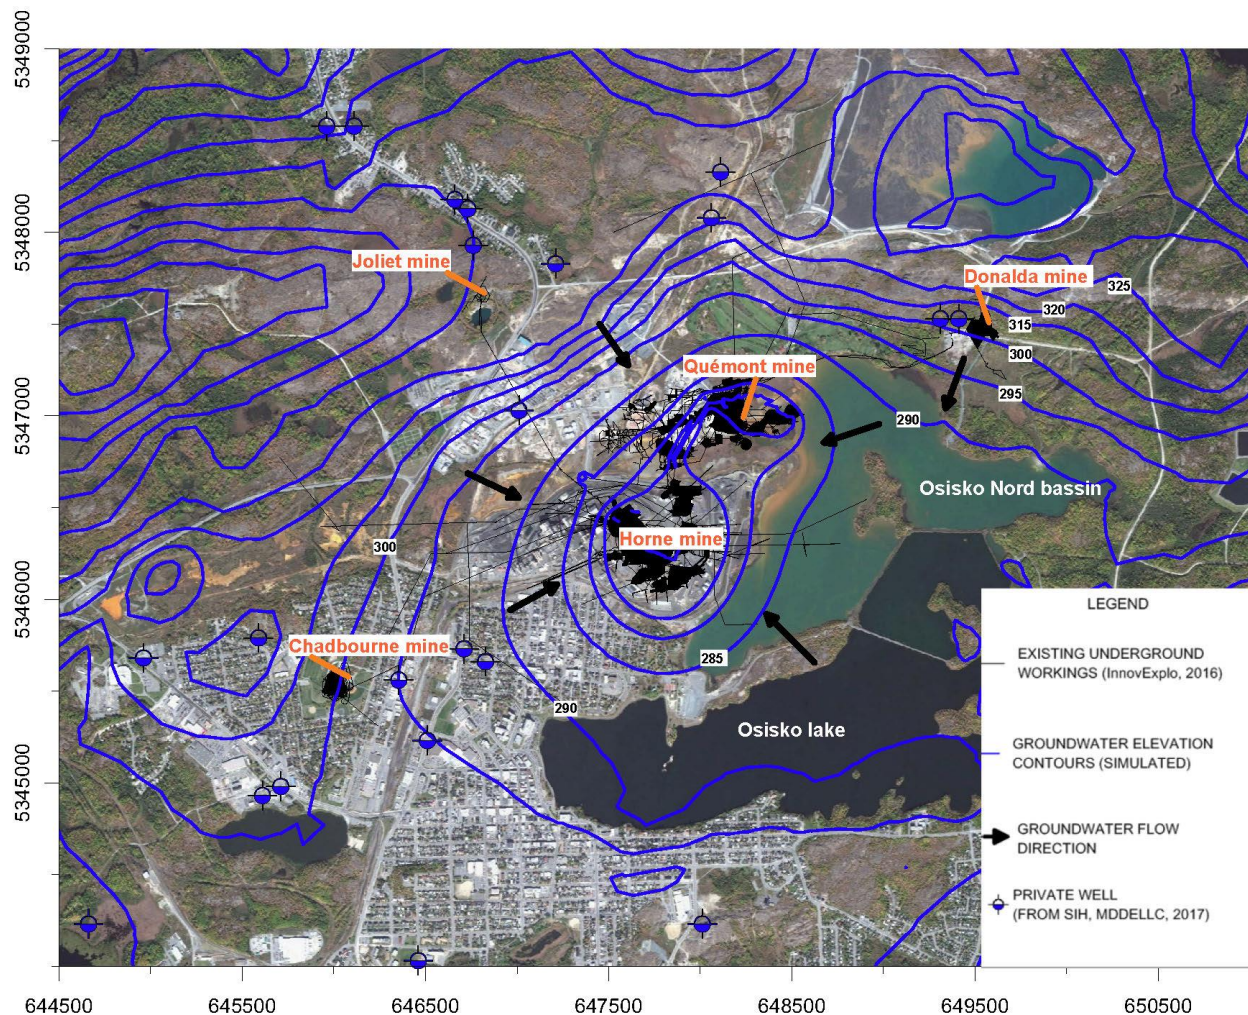 5349000
5348000
5347000
5346000
5345000
Joliet mine
Donalda mine
325
320
315
300
295
Quémont mine
290
Osisko Nord bassin
Horne mine
300
Chadbourne mine
285
290
Osisko lake
LEGEND
EXISTING UNDERGROUND
WORKINGS (InnovExplo, 2016)
GROUNDWATER ELEVATION
CONTOURS (SIMULATED)
GROUNDWATER FLOW
DIRECTION
PRIVATE WELL
(FROM SIH, MDDELLC, 2017)
644500
645500
646500
647500
648500
649500
650500